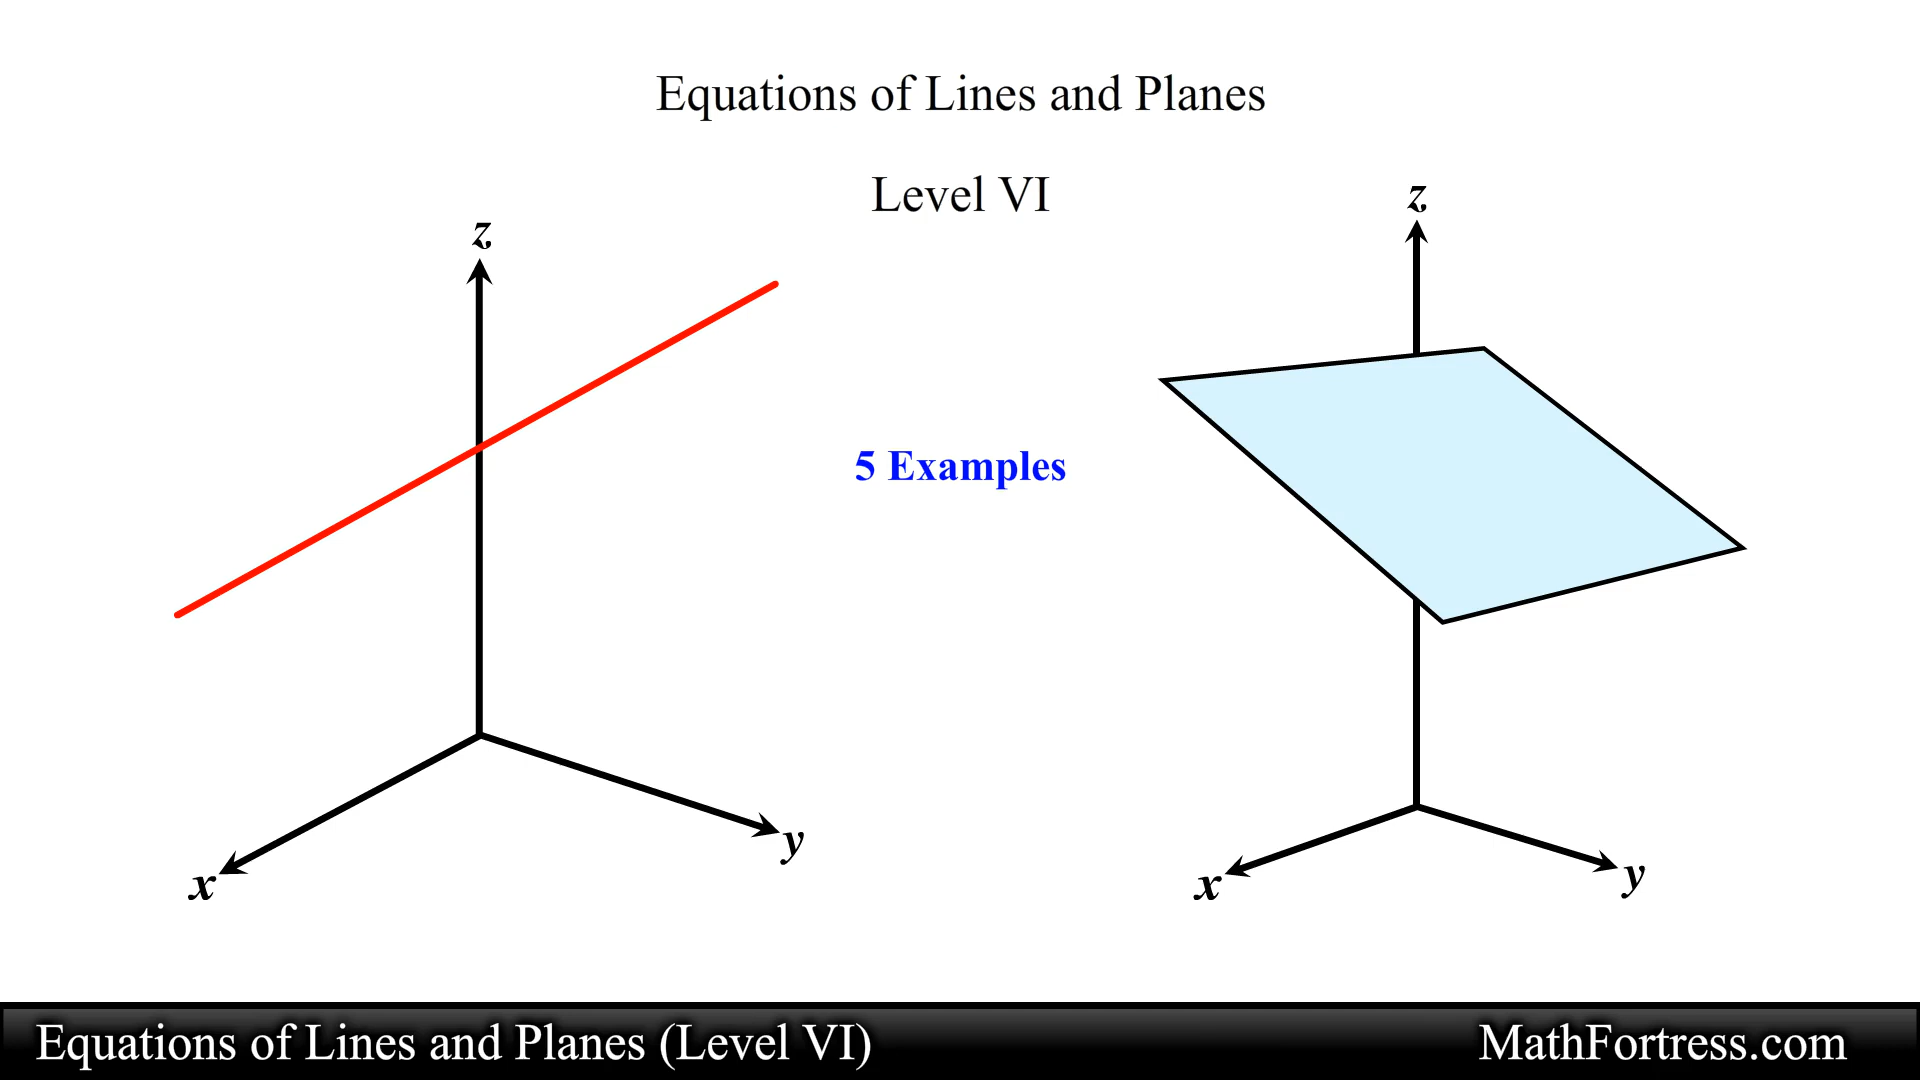 Equations of Lines and Planes
Level VI
z
z
5 Examples
y
x
y
x
Equations of Lines and Planes (Level VI)
MathFortress.com